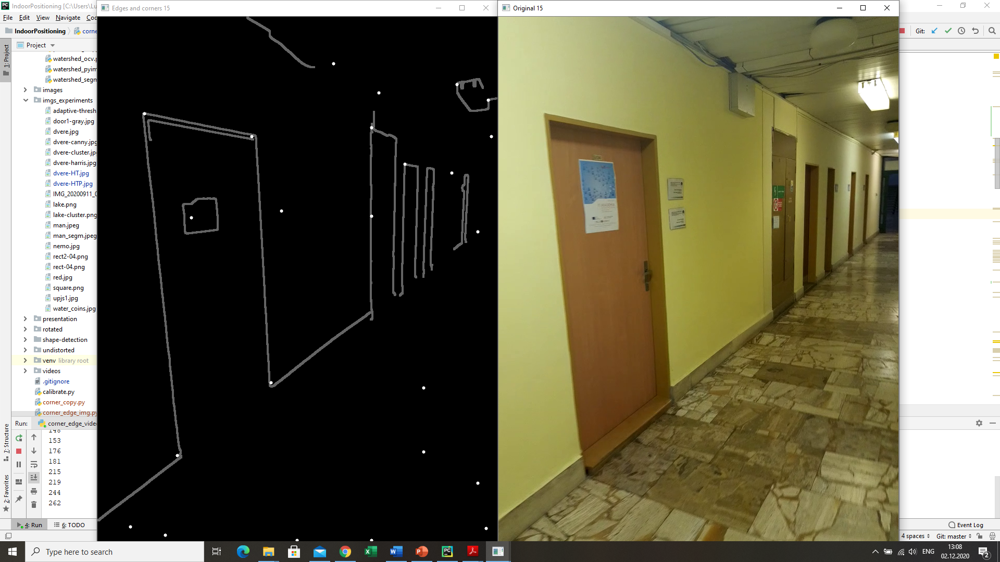 IndoorPositioning [C:\Users\Lu
Edges and corners 15
Original 15
File Edit View Navigate Coc
IndoorPositioning
corne
Git:
Project
1: Project
watershed_ocv.p
watershed_pyim
watershed_segm
images
imgs_experiments
adaptive-thresh
door1-gray.jpg
dvere.jpg
dvere-canny.jpg
dvere-cluster.jpg
dvere-harris.jpg
dvere-HT.jpg
dvere-HTP.jpg
IMG_20200911_0
lake.png
lake-cluster.png
man.jpeg
man_segm.jpeg
nemo.jpg
rect2-04.png
rect-04.png
red.jpg
square.png
upjs1.jpg
water_coins.jpg
presentation
rotated
shape-detection
undistorted
venv library root
videos
.gitignore
calibrate.py
corner_copy.py
corner_edge_img.py
Run: corner_edge_vide
7: Structure
2: Favorites
148
153
176
181
215
219
244
262
4: Run 6: TODO
Event Log
4 spaces Git: master
Type here to search
ENG
13:08
02.12.2020
2